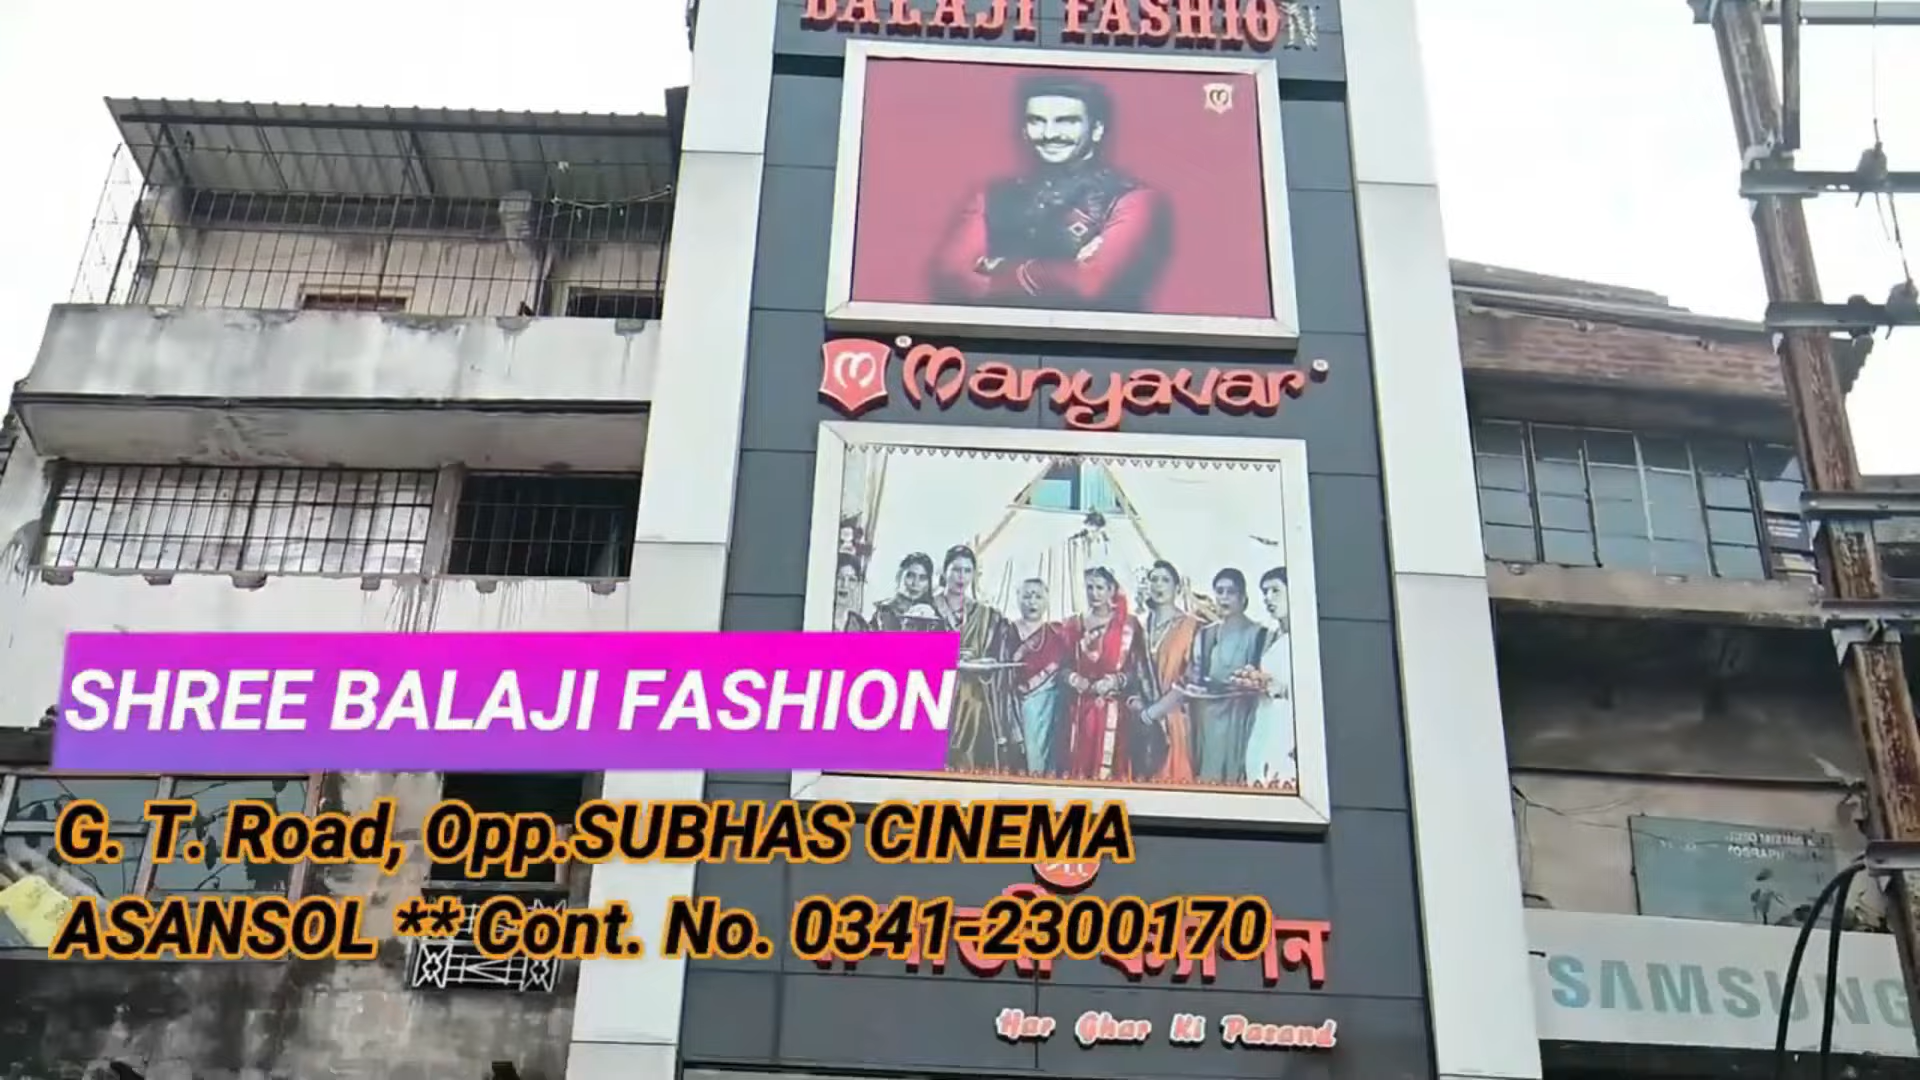 BALAJI FASHIO
Manyavar
SHREE BALAJI FASHION
G. T. Road, Opp.SUBHAS CINEMA
ASANSOL ** Cont. No. 0341-2300170
Har Ghar Ki Pasand
SAMSUNG